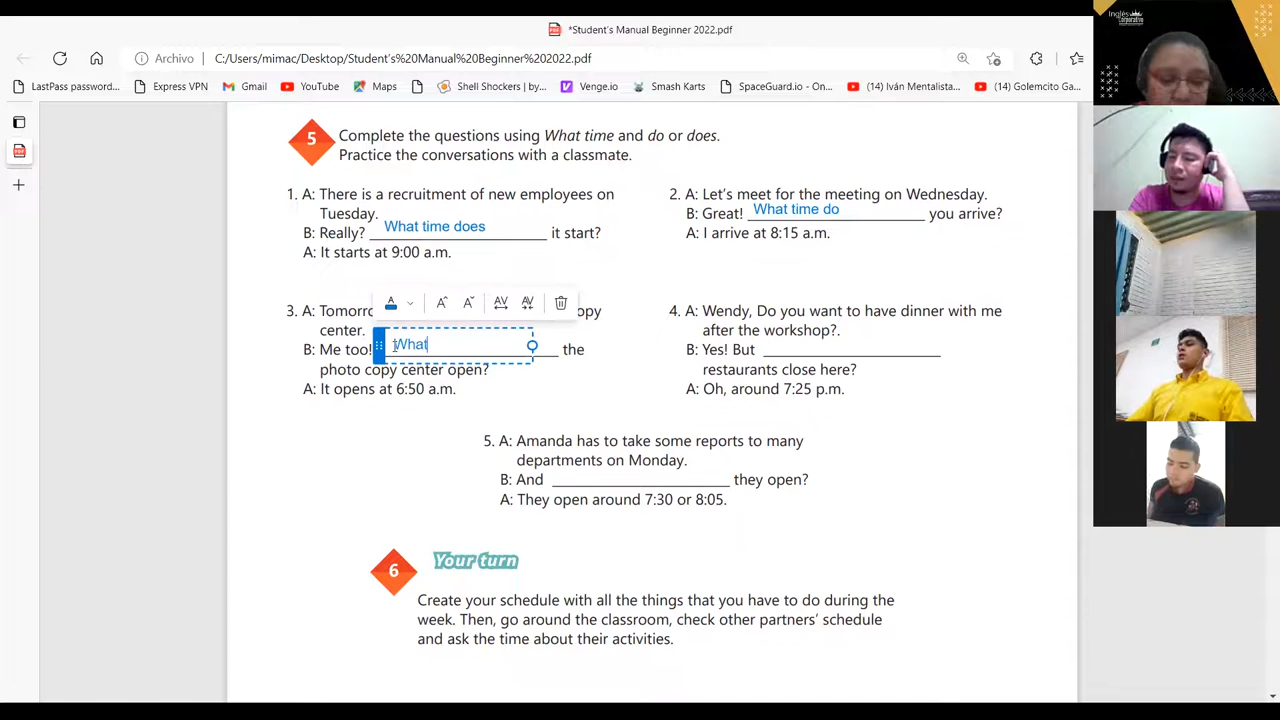 *Student's Manual Beginner 2022.pdf
Archivo
C:/Users/mimac/Desktop/Student's%20Manual%20Beginner%202022.pdf
LastPass password...
Express VPN
Gmail
YouTube
Maps
Shell Shockers | by...
Venge.io
Smash Karts
SpaceGuard.io - On...
(14) Iván Mentalista...
(14) Golemcito Ga...
Inglés
Corporativo
5
Complete the questions using What time and do or does.
Practice the conversations with a classmate.
1. A: There is a recruitment of new employees on
Tuesday.
B: Really? What time does it start?
A: It starts at 9:00 a.m.
2. A: Let's meet for the meeting on Wednesday.
B: Great! What time do you arrive?
A: I arrive at 8:15 a.m.
3. A: Tomorro opy
center.
B: Me too! What the
photo copy center open?
A: It opens at 6:50 a.m.
4. A: Wendy, Do you want to have dinner with me
after the workshop?.
B: Yes! But ____________________
restaurants close here?
A: Oh, around 7:25 p.m.
5. A: Amanda has to take some reports to many
departments on Monday.
B: And ____________________ they open?
A: They open around 7:30 or 8:05.
6
Your turn
Create your schedule with all the things that you have to do during the
week. Then, go around the classroom, check other partners' schedule
and ask the time about their activities.